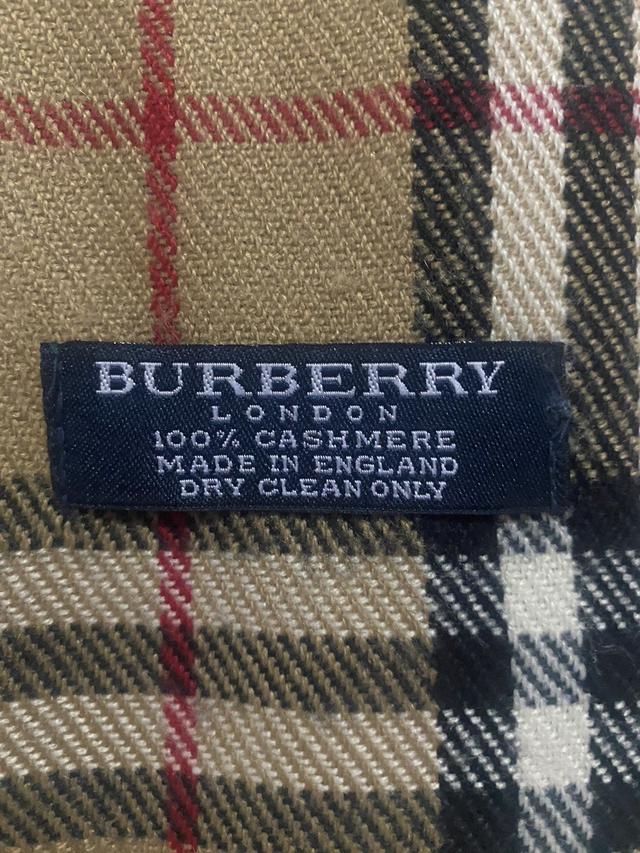 BURBERRY
LONDON
100% CASHMERE
MADE IN ENGLAND
DRY CLEAN ONLY